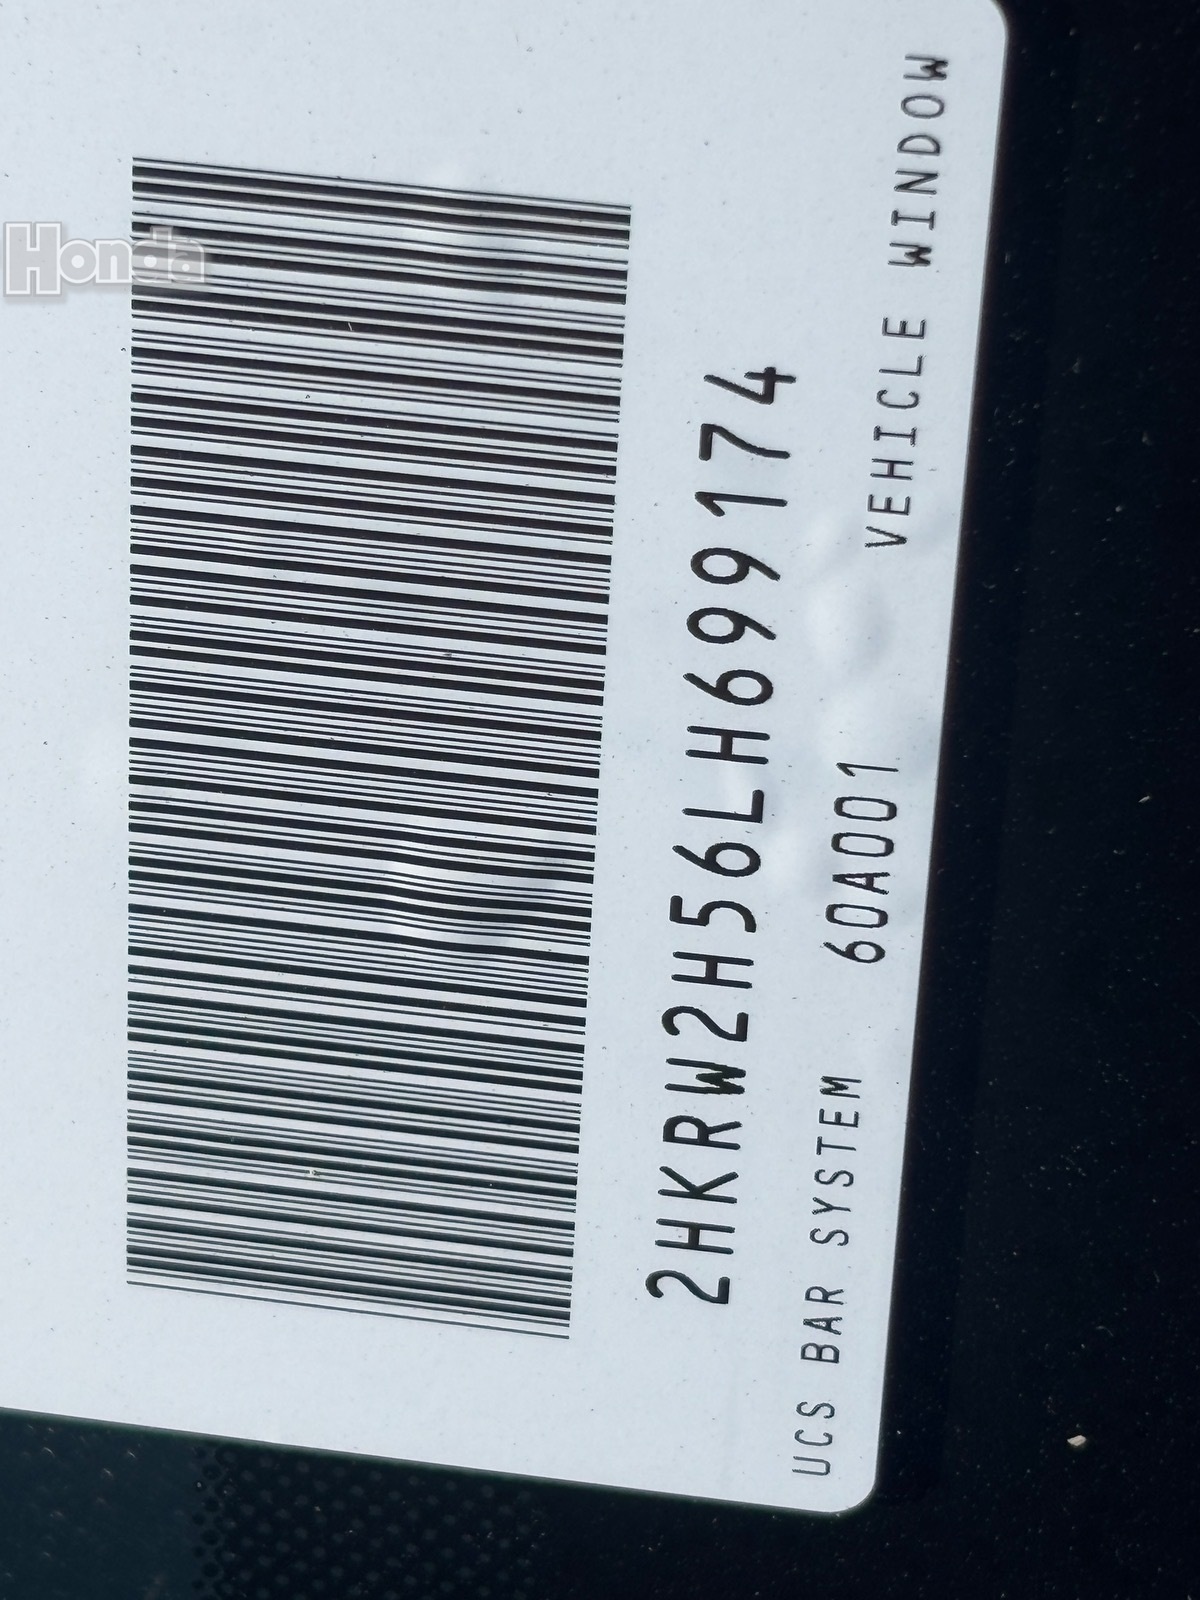 Honda
2HKRW2H56LH699174
UCS BAR SYSTEM 60A001 VEHICLE WINDOW